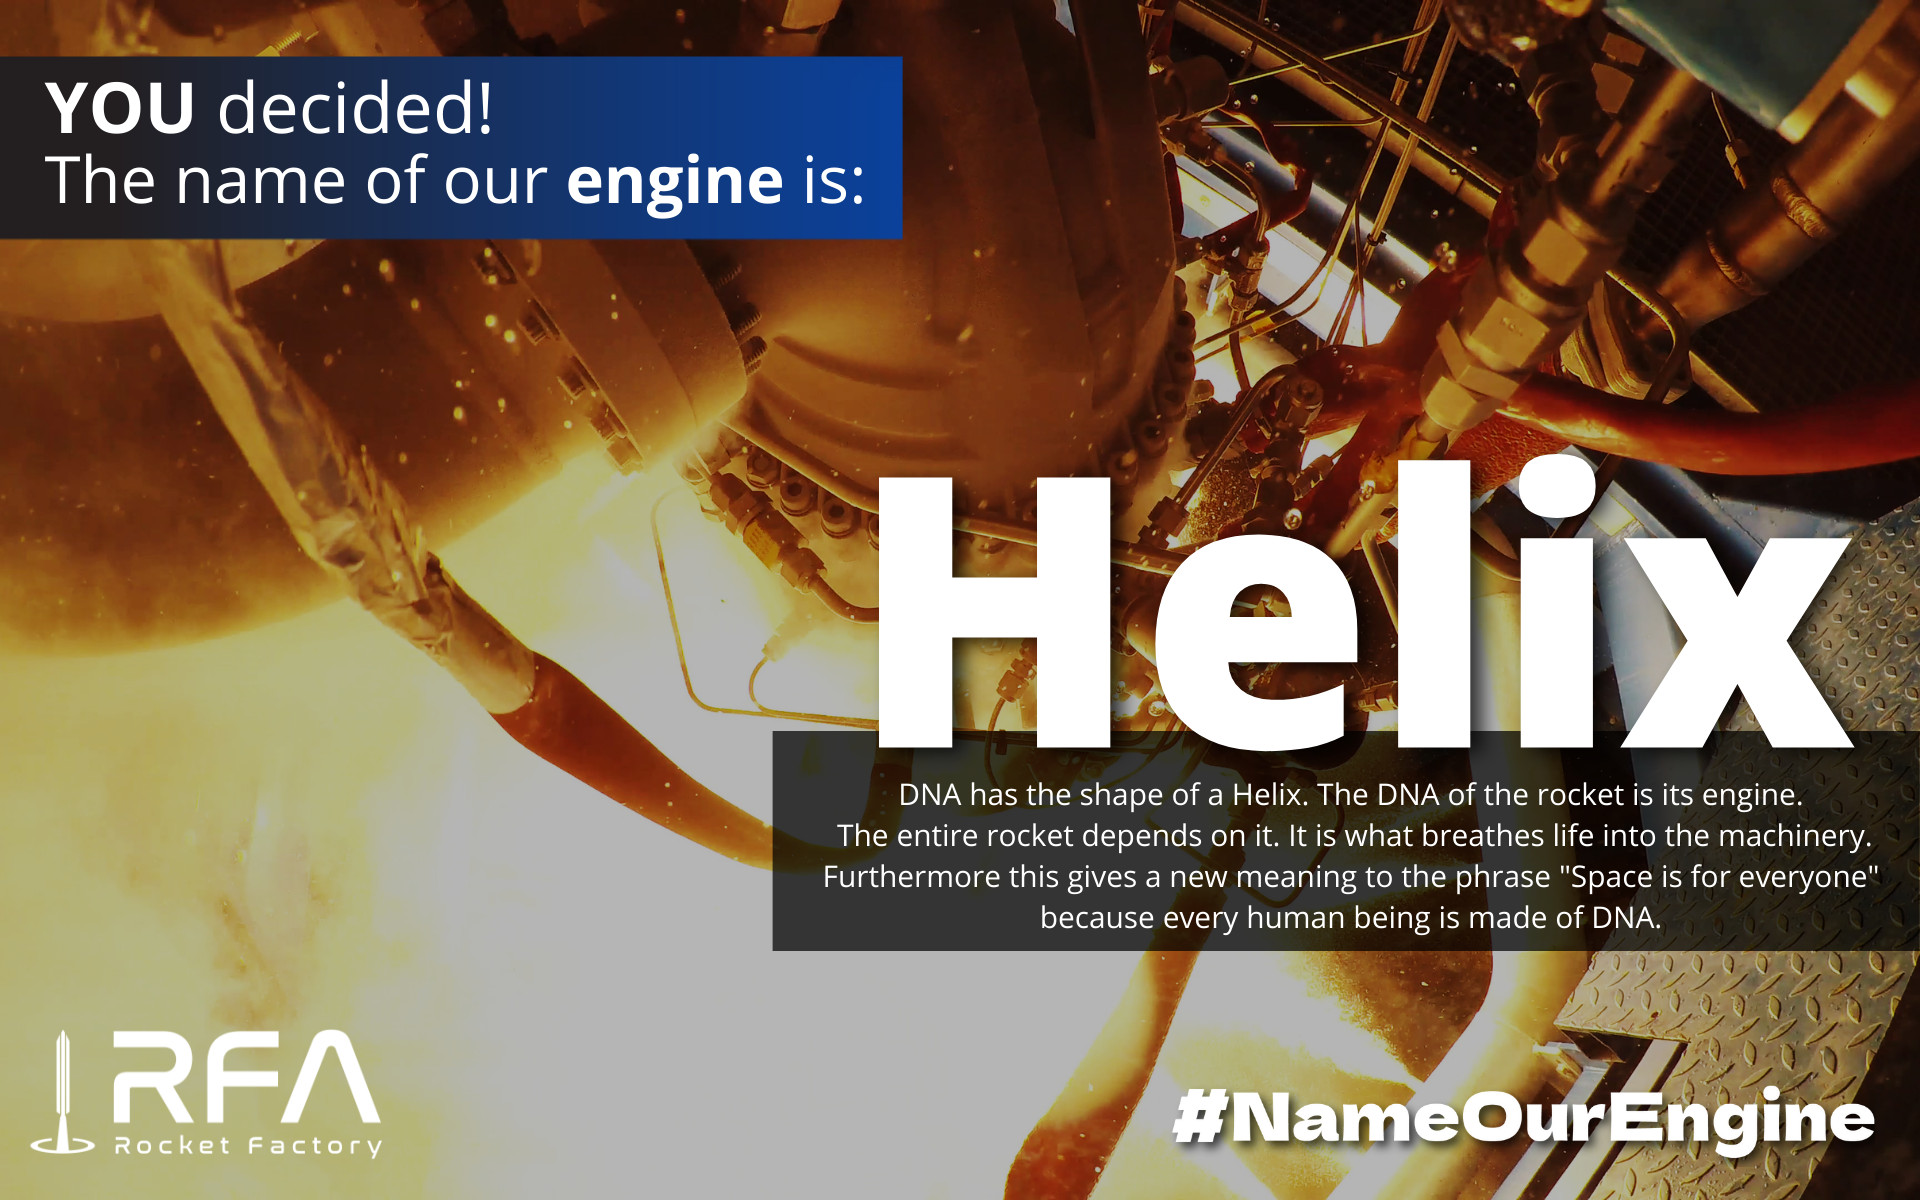 YOU decided!
The name of our engine is:
Helix
DNA has the shape of a Helix. The DNA of the rocket is its engine.
The entire rocket depends on it. It is what breathes life into the machinery.
Furthermore this gives a new meaning to the phrase "Space is for everyone"
because every human being is made of DNA.
RFA
Rocket Factory
#NameOurEngine